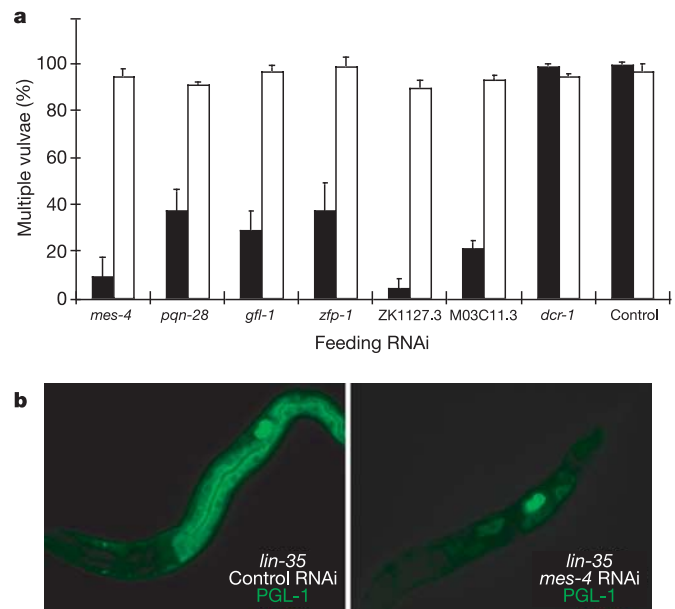 a
Multiple vulvae (%)
100
80
60
40
20
0
mes-4 pqn-28 gfl-1 zfp-1 ZK1127.3 M03C11.3 dcr-1 Control
Feeding RNAi
b
lin-35
Control RNAi
PGL-1
lin-35
mes-4 RNAi
PGL-1